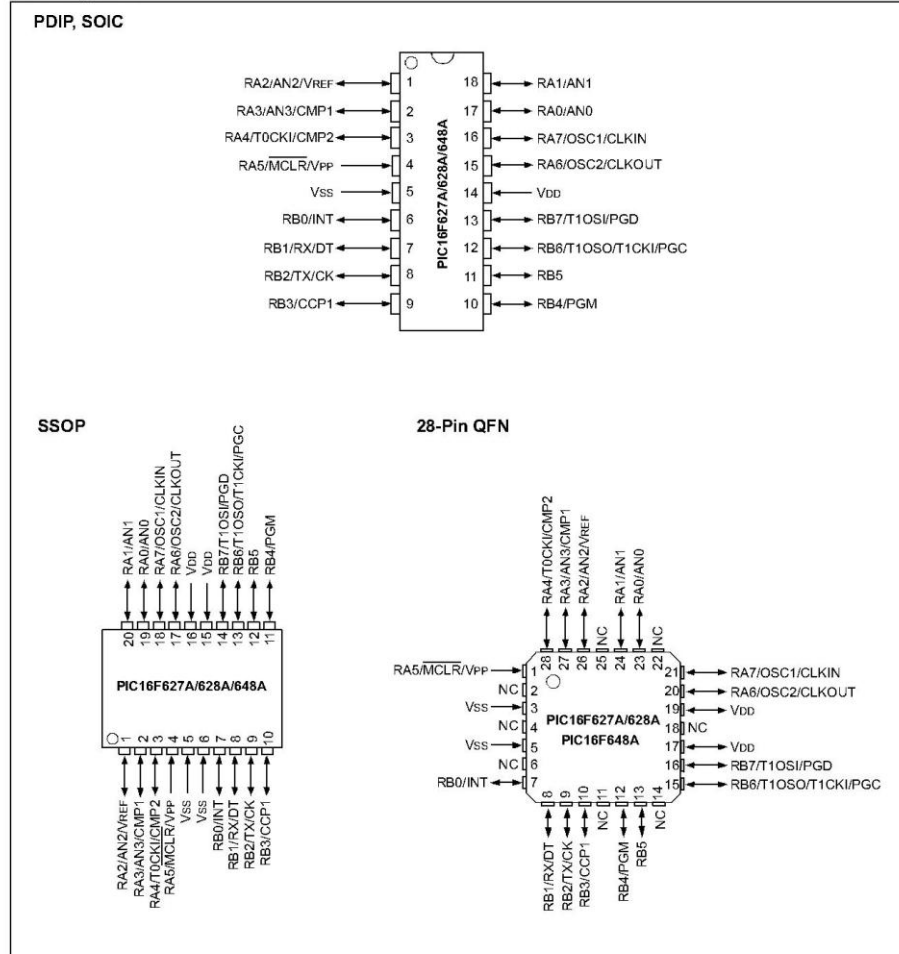 PDIP, SOIC
RA2/AN2/VREF 1 18 RA1/AN1
RA3/AN3/CMP1 2 17 RA0/AN0
RA4/T0CKI/CMP2 3 16 RA7/OSC1/CLKIN
RA5/MCLR/VPP 4 15 RA6/OSC2/CLKOUT
VSS 5 14 VDD
RB0/INT 6 13 RB7/T1OSI/PGD
RB1/RX/DT 7 12 RB6/T1OSO/T1CKI/PGC
RB2/TX/CK 8 11 RB5
RB3/CCP1 9 10 RB4/PGM
PIC16F627A/628A/648A
SSOP
RA1/AN1
RA0/AN0
RA7/OSC1/CLKIN
RA6/OSC2/CLKOUT
VDD
VDD
RB7/T1OSI/PGD
RB6/T1OSO/T1CKI/PGC
RB5
RB4/PGM
20 19 18 17 16 15 14 13 12 11
PIC16F627A/628A/648A
1 2 3 4 5 6 7 8 9 10
RA2/AN2/VREF
RA3/AN3/CMP1
RA4/T0CKI/CMP2
RA5/MCLR/VPP
VSS
VSS
RB0/INT
RB1/RX/DT
RB2/TX/CK
RB3/CCP1
28-Pin QFN
RA4/T0CKI/CMP2
RA3/AN3/CMP1
RA2/AN2/VREF
NC
RA1/AN1
RA0/AN0
NC
28 27 26 25 24 23 22
RA5/MCLR/VPP 1 21 RA7/OSC1/CLKIN
NC 2 20 RA6/OSC2/CLKOUT
VSS 3 19 VDD
NC 4 18 NC
VSS 5 17 VDD
NC 6 16 RB7/T1OSI/PGD
RB0/INT 7 15 RB6/T1OSO/T1CKI/PGC
PIC16F627A/628A
PIC16F648A
8 9 10 11 12 13 14
RB1/RX/DT
RB2/TX/CK
RB3/CCP1
NC
RB4/PGM
RB5
NC